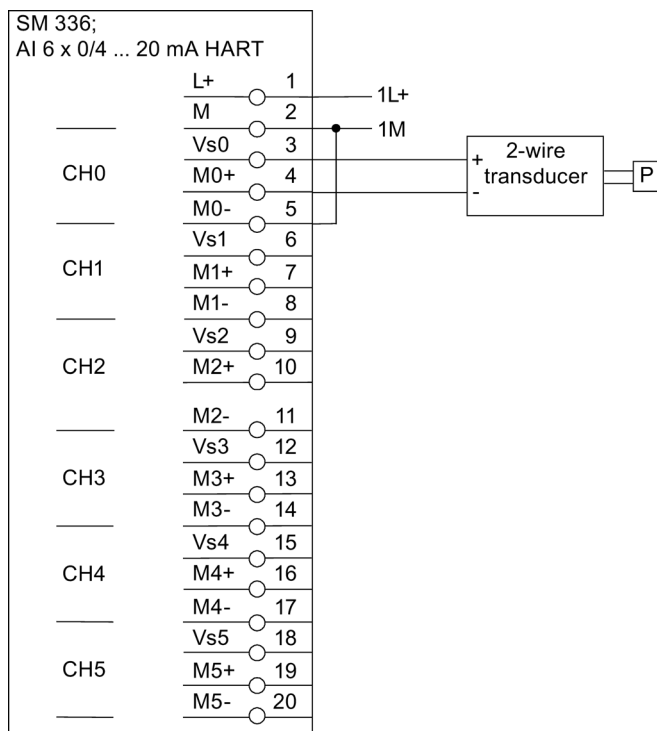 SM 336;
AI 6 x 0/4 ... 20 mA HART
L+ 1
1L+
M 2
1M
Vs0 3
CH0 M0+ 4
M0- 5
+ 2-wire
transducer P
-
Vs1 6
CH1 M1+ 7
M1- 8
Vs2 9
CH2 M2+ 10
M2- 11
Vs3 12
CH3 M3+ 13
M3- 14
Vs4 15
CH4 M4+ 16
M4- 17
Vs5 18
CH5 M5+ 19
M5- 20